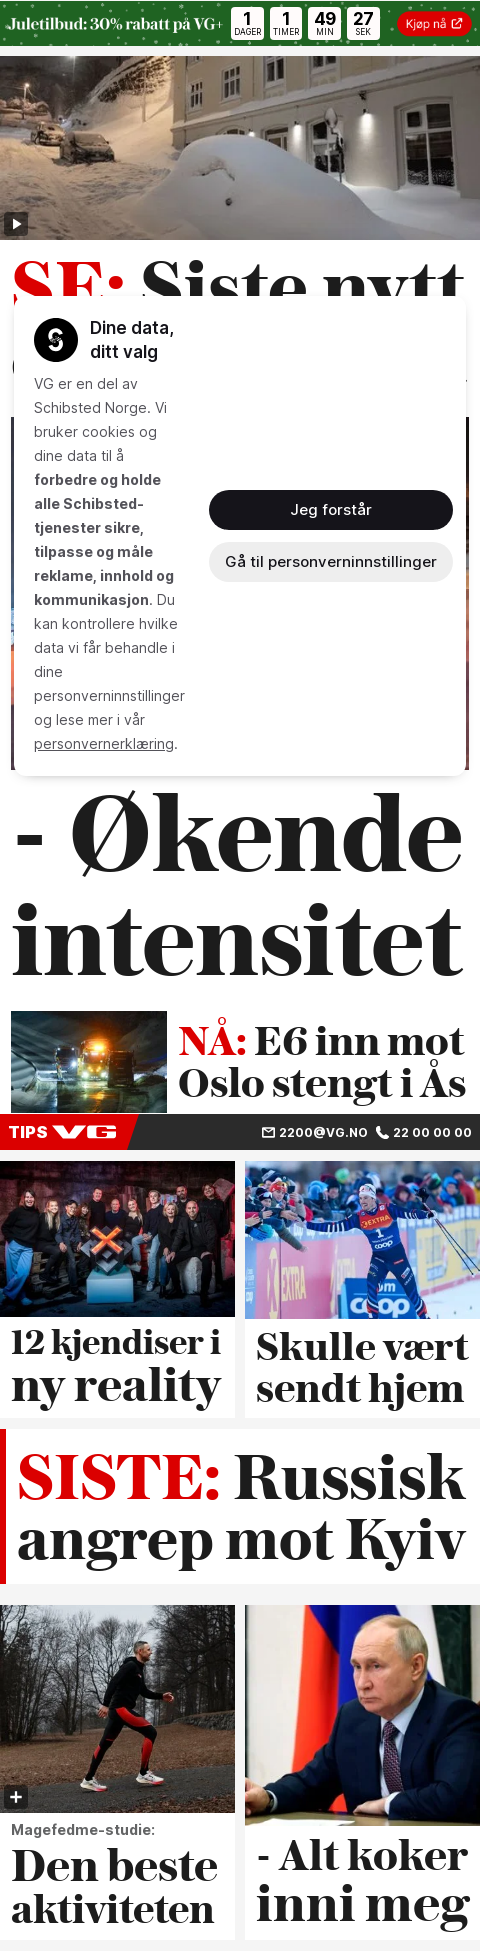 Juletilbud: 30% rabatt på VG+
1 DAGER 1 TIMER 49 MIN 27 SEK
Kjøp nå
SE: Siste nytt
Dine data,
ditt valg
VG er en del av
Schibsted Norge. Vi
bruker cookies og
dine data til å
forbedre og holde
alle Schibsted-
tjenester sikre,
tilpasse og måle
reklame, innhold og
kommunikasjon. Du
kan kontrollere hvilke
data vi får behandle i
dine
personverninnstillinger
og lese mer i vår
personvernerklæring.
Jeg forstår
Gå til personverninnstillinger
- Økende
intensitet
NÅ: E6 inn mot
Oslo stengt i Ås
TIPS VG
2200@VG.NO 22 00 00 00
12 kjendiser i
ny reality
EXTRA
1
coop
EXTRA
coop
Skulle vært
sendt hjem
SISTE: Russisk
angrep mot Kyiv
Magefedme-studie:
Den beste
aktiviteten
- Alt koker
inni meg